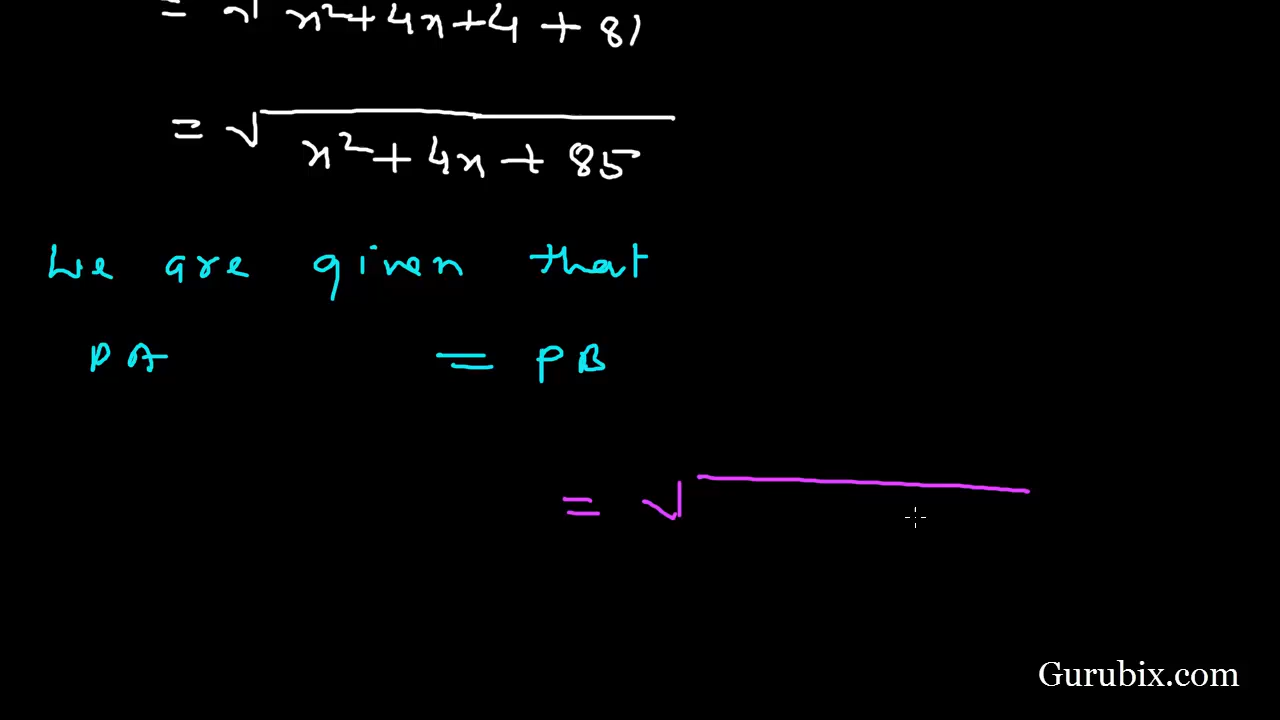 = √x²+4x+4 + 81
= √x²+4x+85
We are given that
PA = PB
= √
Gurubix.com